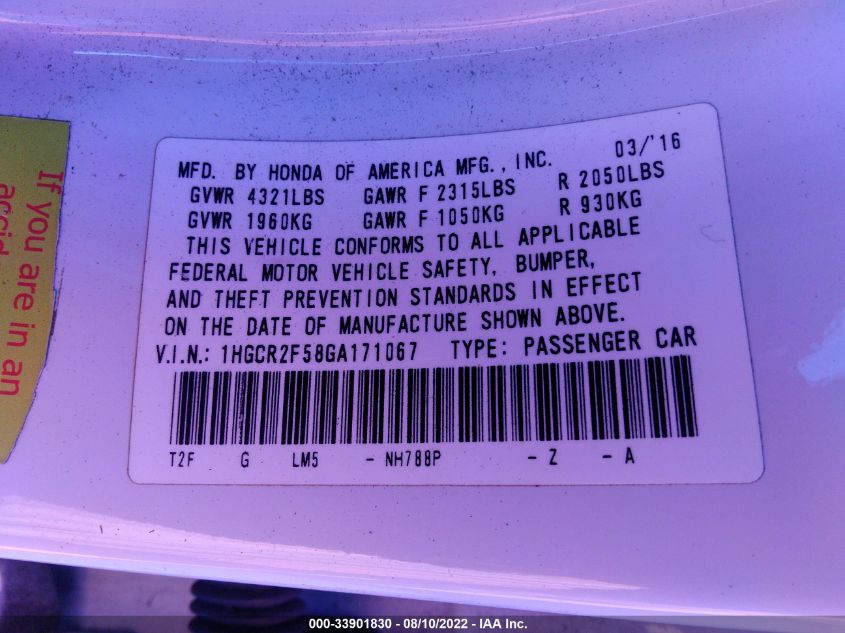 03/'16
MFD. BY HONDA OF AMERICA MFG., INC.
GVWR 4321LBS GAWR F 2315LBS R 2050LBS
GVWR 1960KG GAWR F 1050KG R 930KG
THIS VEHICLE CONFORMS TO ALL APPLICABLE
FEDERAL MOTOR VEHICLE SAFETY, BUMPER,
AND THEFT PREVENTION STANDARDS IN EFFECT
ON THE DATE OF MANUFACTURE SHOWN ABOVE.
V.I.N.: 1HGCR2F58GA171067 TYPE: PASSENGER CAR
T2F G LM5 - NH788P - Z - A
If you are in an
000-33901830 - 08/10/2022 - IAA Inc.